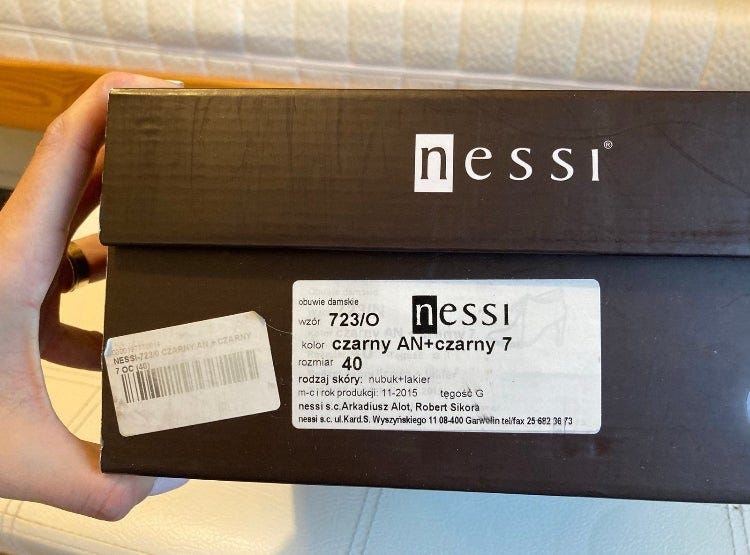 nessi®
obuwie damskie
nessi
wzór 723/O
kolor czarny AN+czarny 7
rozmiar 40
rodzaj skóry: nubuk+lakier
m-c i rok produkcji: 11-2015 tęgość G
nessi s.c.Arkadiusz Alot, Robert Sikora
nessi s.c. ul.Kard.S. Wyszyńskiego 11 08-400 Garwolin tel/fax 25 682 36 73
NESSI-723/O CZARNY AN + CZARNY
7 OC (40)